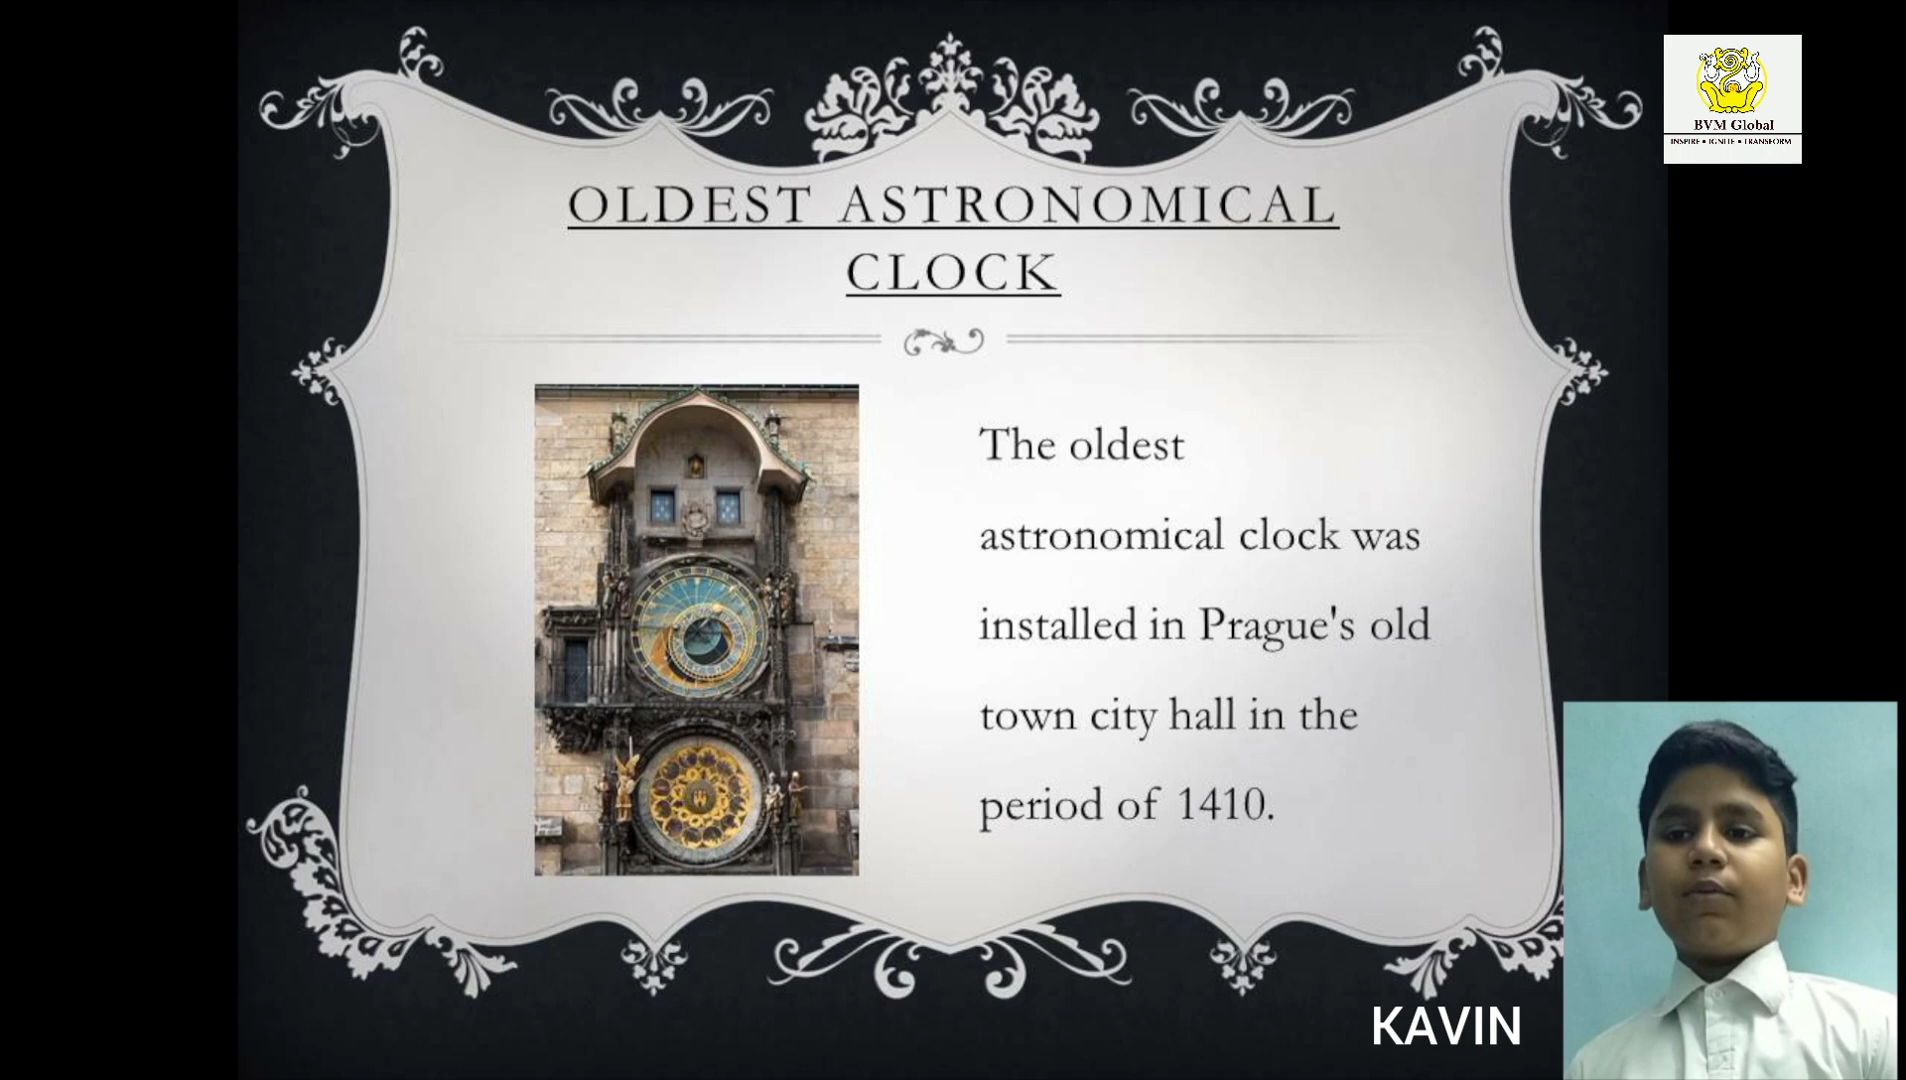 OLDEST ASTRONOMICAL
CLOCK
The oldest
astronomical clock was
installed in Prague's old
town city hall in the
period of 1410.
BVM Global
INSPIRE • IGNITE • TRANSFORM
KAVIN